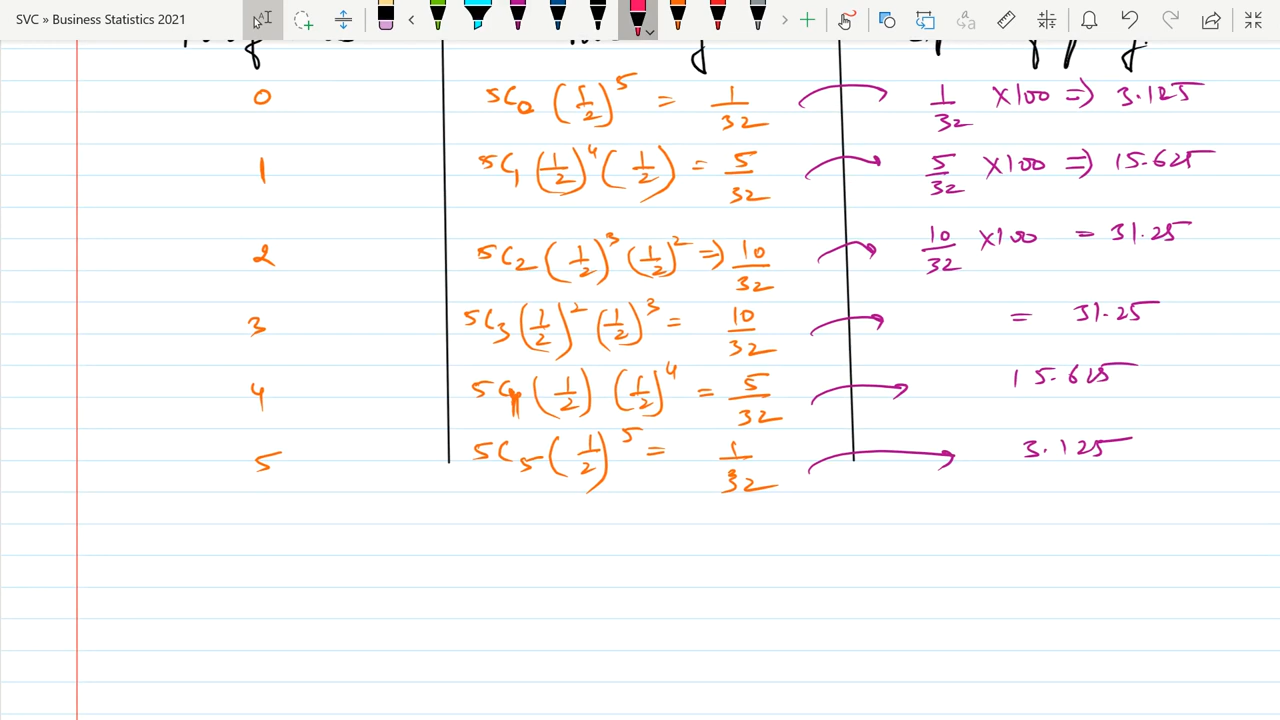 SVC » Business Statistics 2021
0 5C0 (1/2)^5 = 1/32 1/32 x100 => 3.125
1 5C1 (1/2)^4 (1/2) = 5/32 5/32 x100 => 15.625
2 5C2 (1/2)^3 (1/2)^2 => 10/32 10/32 x100 = 31.25
3 5C3 (1/2)^2 (1/2)^3 = 10/32 = 31.25
4 5C4 (1/2) (1/2)^4 = 5/32 15.625
5 5C5 (1/2)^5 = 1/32 3.125